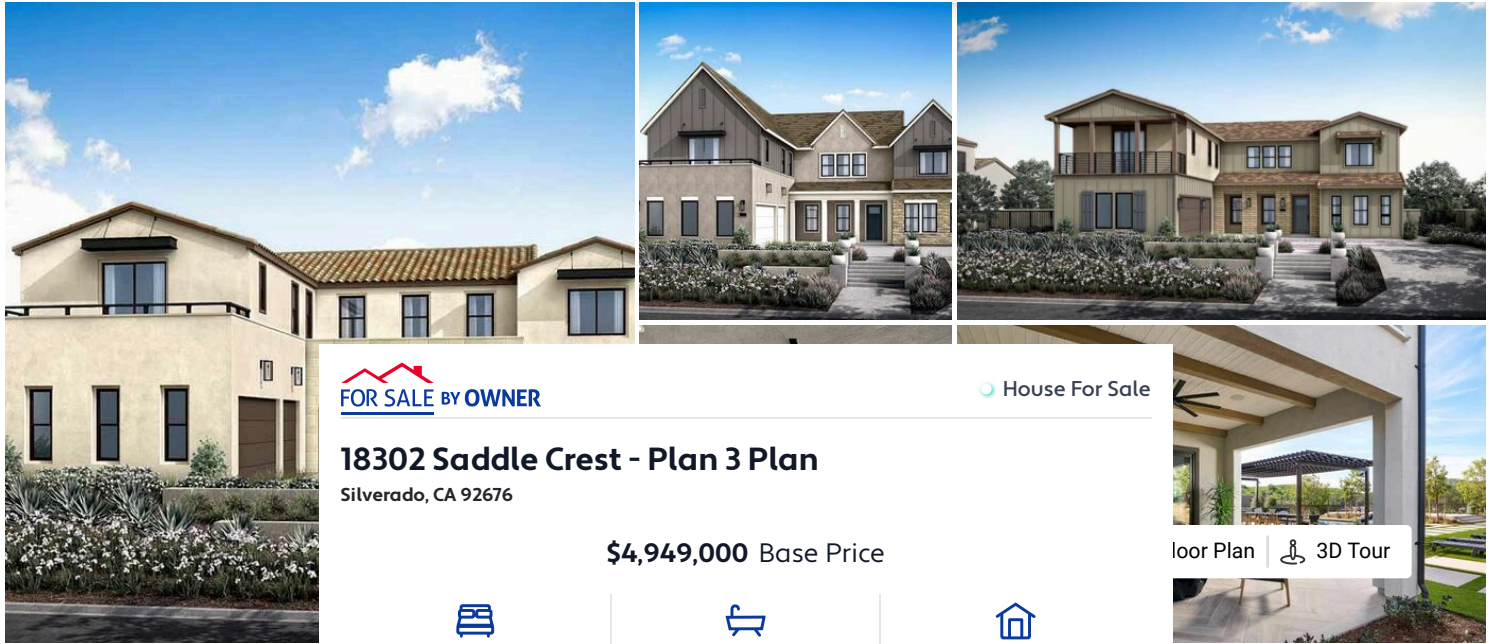 FOR SALE BY OWNER
House For Sale
18302 Saddle Crest - Plan 3 Plan
Silverado, CA 92676
$4,949,000 Base Price
loor Plan
3D Tour